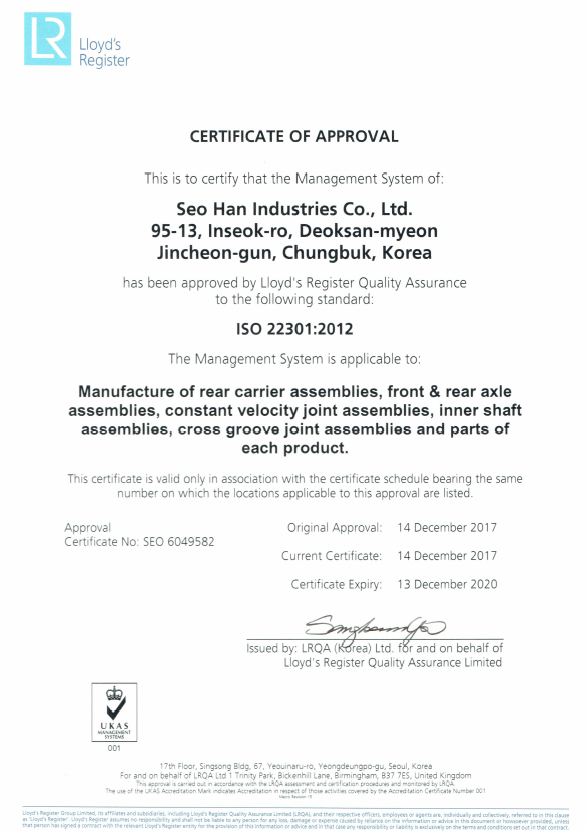 LR
Lloyd's
Register
CERTIFICATE OF APPROVAL
This is to certify that the Management System of:
Seo Han Industries Co., Ltd.
95-13, Inseok-ro, Deoksan-myeon
Jincheon-gun, Chungbuk, Korea
has been approved by Lloyd's Register Quality Assurance
to the following standard:
ISO 22301:2012
The Management System is applicable to:
Manufacture of rear carrier assemblies, front & rear axle
assemblies, constant velocity joint assemblies, inner shaft
assemblies, cross groove joint assemblies and parts of
each product.
This certificate is valid only in association with the certificate schedule bearing the same
number on which the locations applicable to this approval are listed.
Approval
Certificate No: SEO 6049582
Original Approval: 14 December 2017
Current Certificate: 14 December 2017
Certificate Expiry: 13 December 2020
Issued by: LRQA (Korea) Ltd. for and on behalf of
Lloyd's Register Quality Assurance Limited
UKAS
MANAGEMENT
SYSTEMS
001
17th Floor, Singsong Bldg, 67, Yeouinaru-ro, Yeongdeungpo-gu, Seoul, Korea
For and on behalf of LRQA Ltd 1 Trinity Park, Bickenhill Lane, Birmingham, B37 7ES, United Kingdom
This approval is carried out in accordance with the LRQA assessment and certification procedures and monitored by LRQA.
The use of the UKAS Accreditation Mark indicates Accreditation in respect of those activities covered by the Accreditation Certificate Number 001
Macro Revision 15
Lloyd's Register Group Limited, its affiliates and subsidiaries, including Lloyd's Register Quality Assurance Limited (LRQA), and their respective officers, employees or agents are, individually and collectively, referred to in this clause
as 'Lloyd's Register'. Lloyd's Register assumes no responsibility and shall not be liable to any person for any loss, damage or expense caused by reliance on the information or advice in this document or howsoever provided, unless
that person has signed a contract with the relevant Lloyd's Register entity for the provision of this information or advice and in that case any responsibility or liability is exclusively on the terms and conditions set out in that contract.